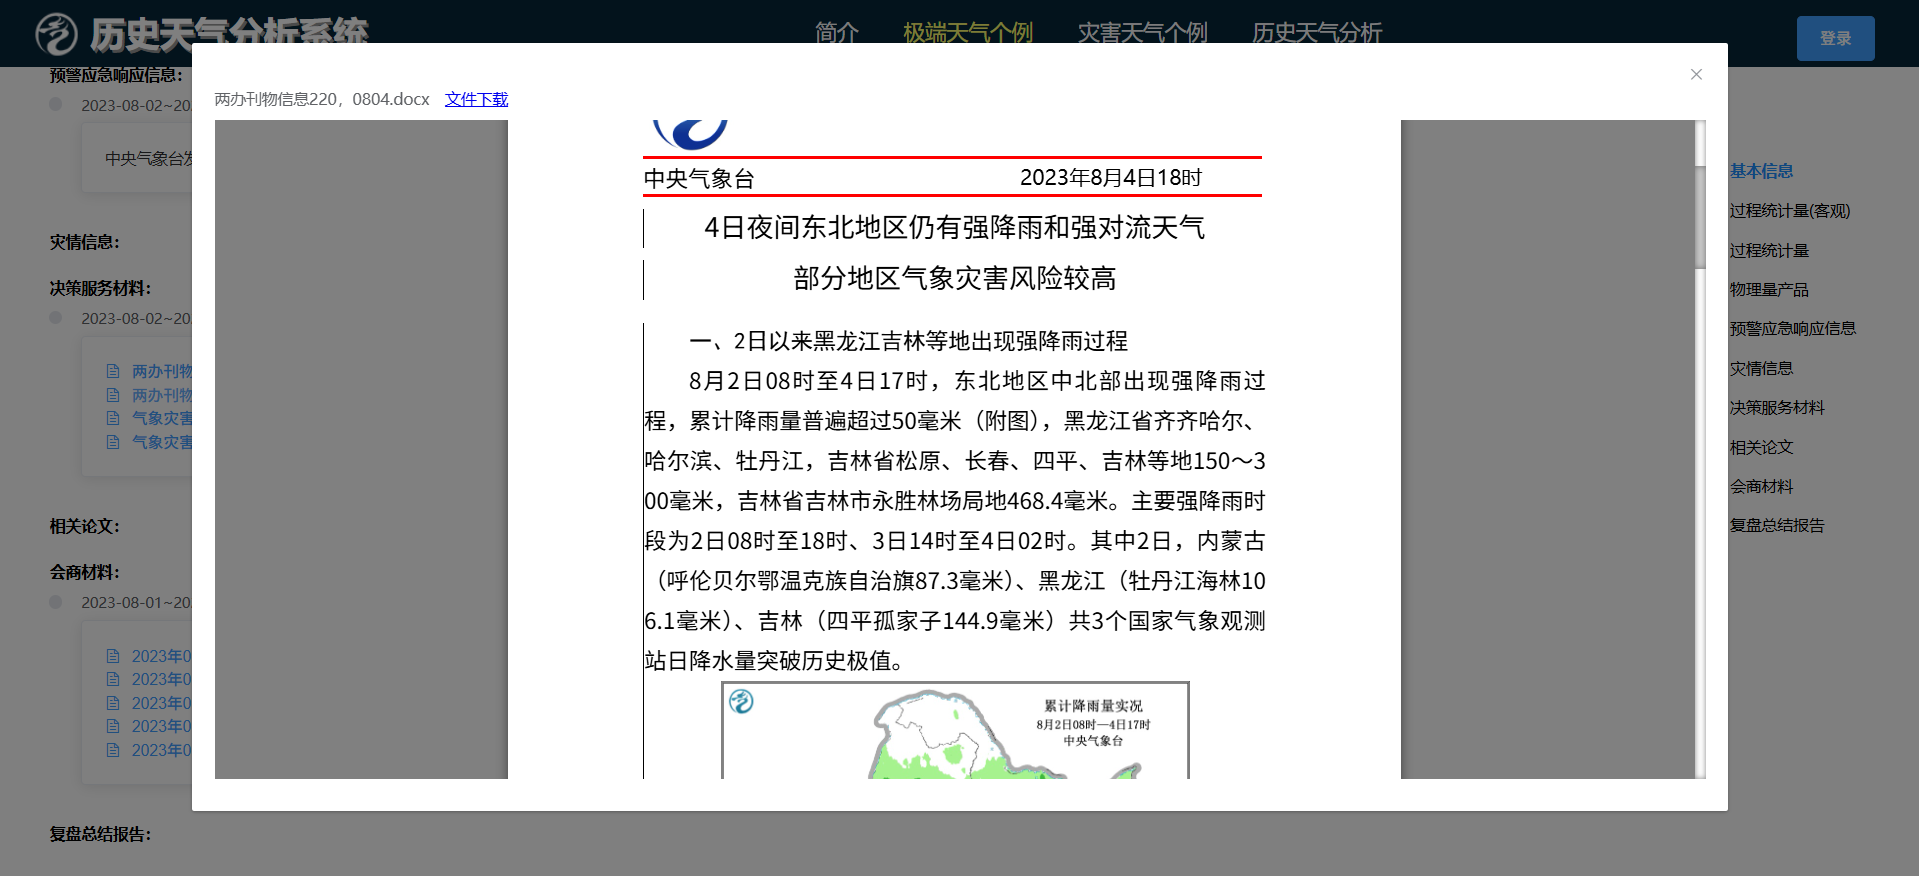 历史天气分析系统
简介 极端天气个例 灾害天气个例 历史天气分析
登录
预警应急响应信息：
2023-08-02~20
中央气象台发
灾情信息：
决策服务材料：
2023-08-02~20
两办刊物
两办刊物
气象灾害
气象灾害
相关论文：
会商材料：
2023-08-01~20
2023年0
2023年0
2023年0
2023年0
2023年0
复盘总结报告：
两办刊物信息220，0804.docx 文件下载
中央气象台 2023年8月4日18时
4日夜间东北地区仍有强降雨和强对流天气
部分地区气象灾害风险较高
一、2日以来黑龙江吉林等地出现强降雨过程
8月2日08时至4日17时，东北地区中北部出现强降雨过
程，累计降雨量普遍超过50毫米（附图），黑龙江省齐齐哈尔、
哈尔滨、牡丹江，吉林省松原、长春、四平、吉林等地150～3
00毫米，吉林省吉林市永胜林场局地468.4毫米。主要强降雨时
段为2日08时至18时、3日14时至4日02时。其中2日，内蒙古
（呼伦贝尔鄂温克族自治旗87.3毫米）、黑龙江（牡丹江海林10
6.1毫米）、吉林（四平孤家子144.9毫米）共3个国家气象观测
站日降水量突破历史极值。
累计降雨量实况
8月2日08时—4日17时
中央气象台
基本信息
过程统计量(客观)
过程统计量
物理量产品
预警应急响应信息
灾情信息
决策服务材料
相关论文
会商材料
复盘总结报告